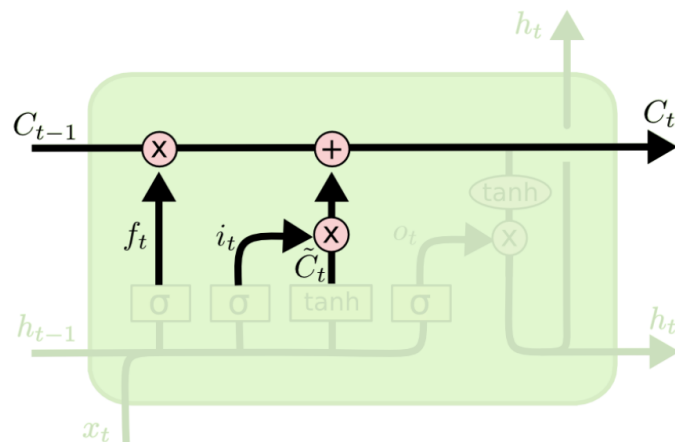 h_t
C_{t-1}
C_t
x
+
tanh
f_t
i_t
x
o_t
x
C̃_t
σ
σ
tanh
σ
h_{t-1}
h_t
x_t